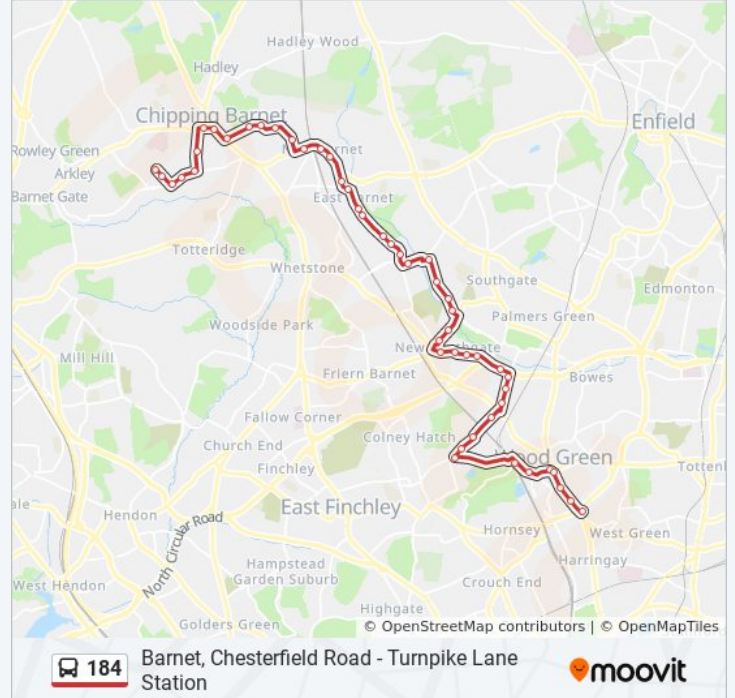 Hadley Wood
Hadley
Chipping Barnet
Enfield
Rowley Green
Arkley
Barnet Gate
East Barnet
Totteridge
Whetstone
Southgate
Edmonton
Palmers Green
Woodside Park
Mill Hill
Friern Barnet
Bowes
Fallow Corner
Colney Hatch
Church End
Finchley
Wood Green
East Finchley
Hendon
North Circular Road
Hornsey
West Green
Harringay
Hampstead
Garden Suburb
West Hendon
Crouch End
Highgate
Golders Green
© OpenStreetMap contributors | © OpenMapTiles
184
Barnet, Chesterfield Road - Turnpike Lane
Station
moovit